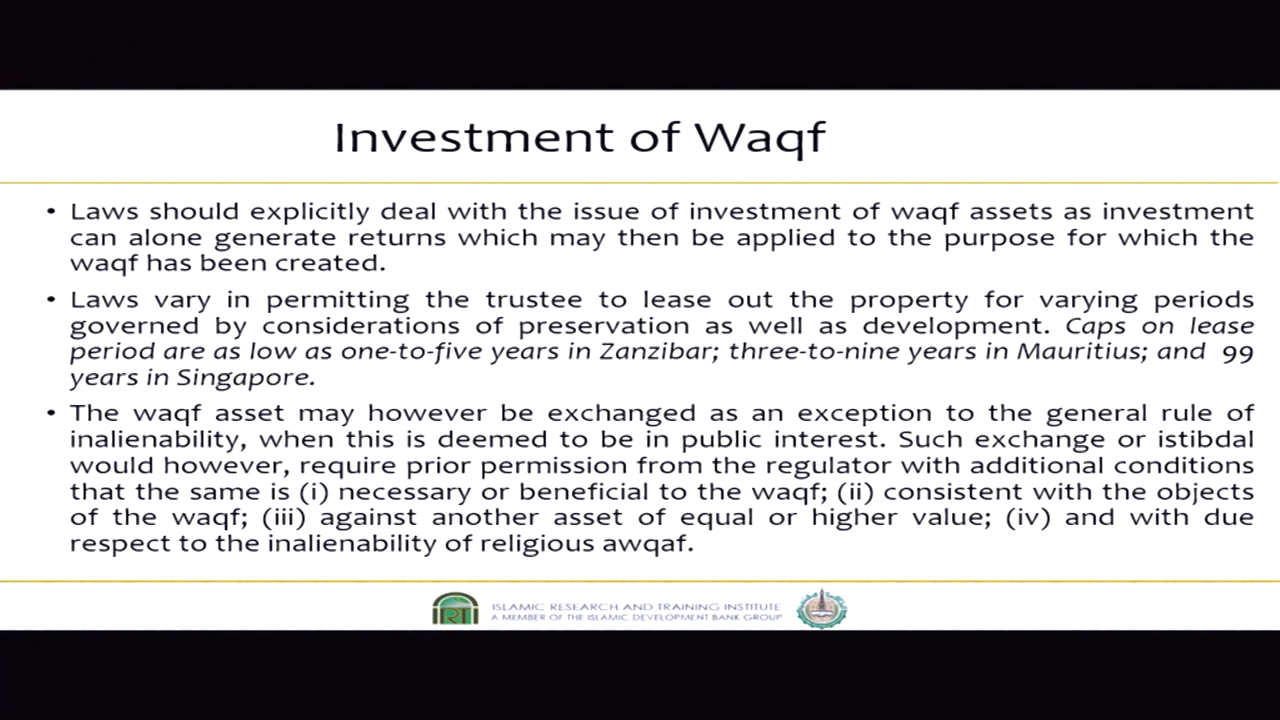 Investment of Waqf
• Laws should explicitly deal with the issue of investment of waqf assets as investment
can alone generate returns which may then be applied to the purpose for which the
waqf has been created.
• Laws vary in permitting the trustee to lease out the property for varying periods
governed by considerations of preservation as well as development. Caps on lease
period are as low as one-to-five years in Zanzibar; three-to-nine years in Mauritius; and 99
years in Singapore.
• The waqf asset may however be exchanged as an exception to the general rule of
inalienability, when this is deemed to be in public interest. Such exchange or istibdal
would however, require prior permission from the regulator with additional conditions
that the same is (i) necessary or beneficial to the waqf; (ii) consistent with the objects
of the waqf; (iii) against another asset of equal or higher value; (iv) and with due
respect to the inalienability of religious awqaf.
IRTI
ISLAMIC RESEARCH AND TRAINING INSTITUTE
A MEMBER OF THE ISLAMIC DEVELOPMENT BANK GROUP